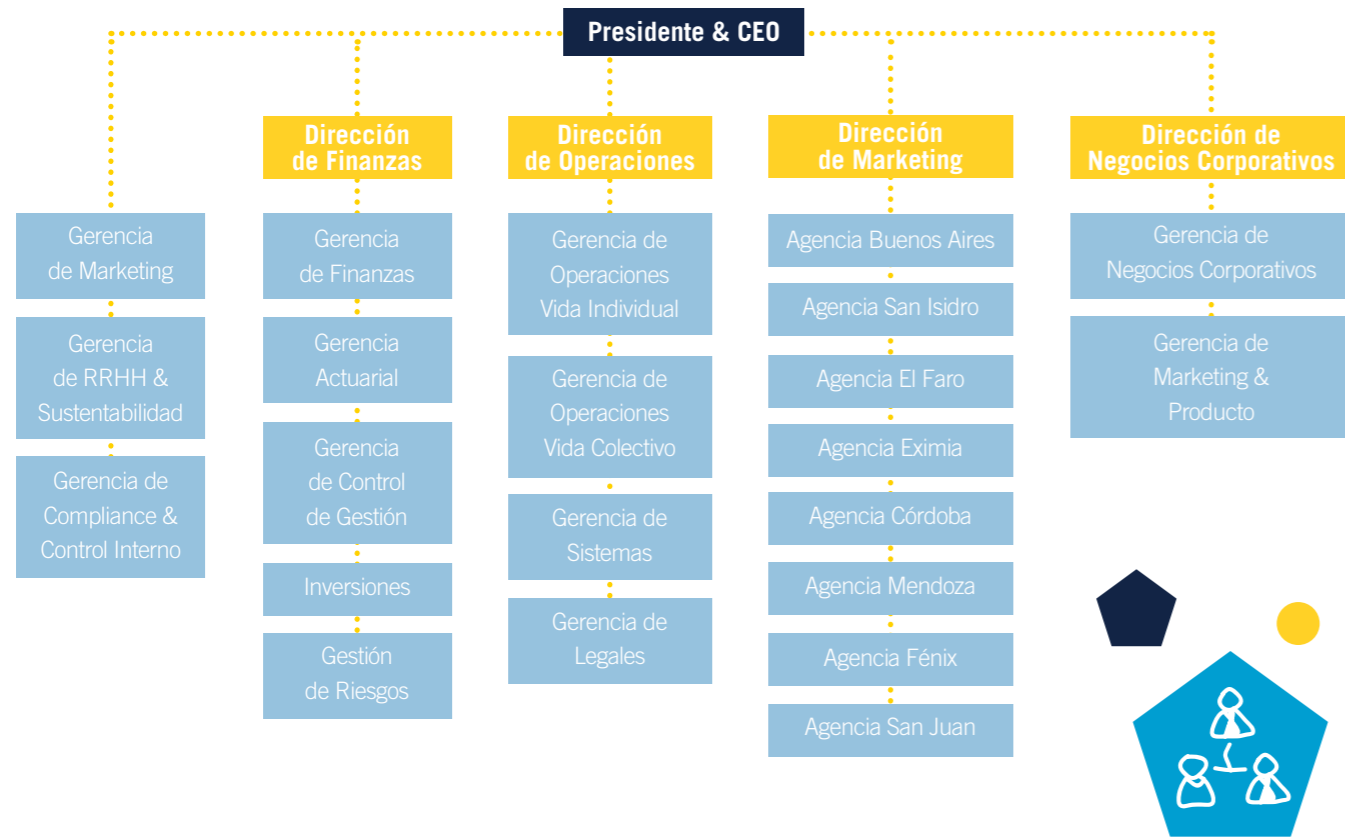 Presidente & CEO
Gerencia
de Marketing
Gerencia
de RRHH &
Sustentabilidad
Gerencia de
Compliance &
Control Interno
Dirección
de Finanzas
Gerencia
de Finanzas
Gerencia
Actuarial
Gerencia
de Control
de Gestión
Inversiones
Gestión
de Riesgos
Dirección
de Operaciones
Gerencia de
Operaciones
Vida Individual
Gerencia de
Operaciones
Vida Colectivo
Gerencia de
Sistemas
Gerencia de
Legales
Dirección
de Marketing
Agencia Buenos Aires
Agencia San Isidro
Agencia El Faro
Agencia Eximia
Agencia Córdoba
Agencia Mendoza
Agencia Fénix
Agencia San Juan
Dirección de
Negocios Corporativos
Gerencia de
Negocios Corporativos
Gerencia de
Marketing &
Producto